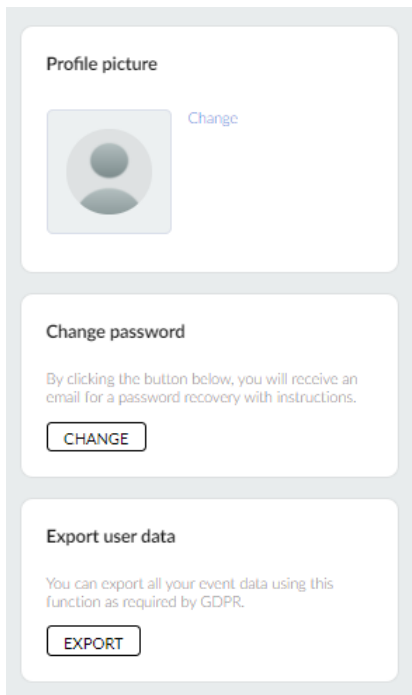 Profile picture
Change
Change password
By clicking the button below, you will receive an
email for a password recovery with instructions.
CHANGE
Export user data
You can export all your event data using this
function as required by GDPR.
EXPORT